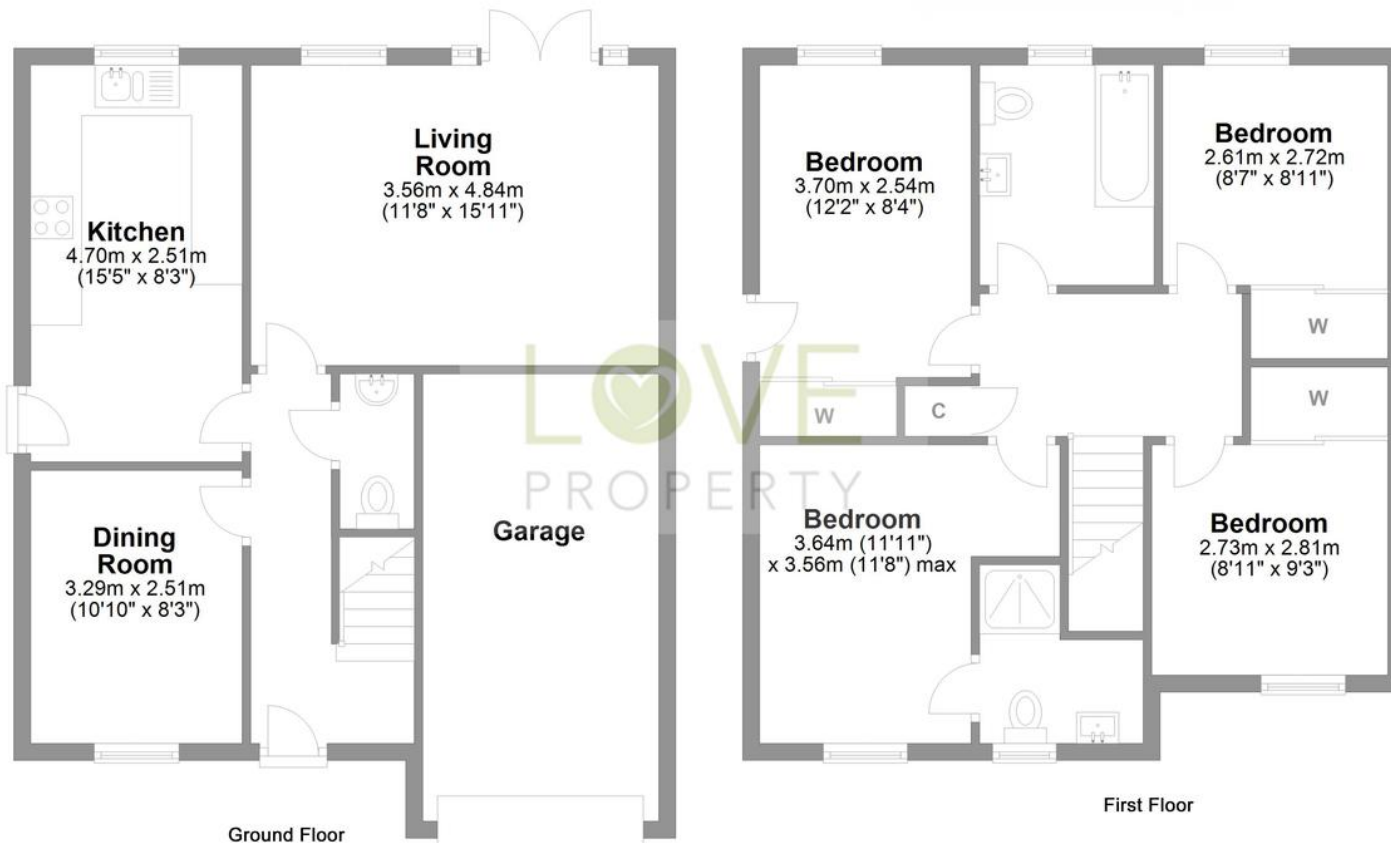 Living
Room
3.56m x 4.84m
(11'8" x 15'11")
Kitchen
4.70m x 2.51m
(15'5" x 8'3")
Dining
Room
3.29m x 2.51m
(10'10" x 8'3")
Garage
Ground Floor
Bedroom
3.70m x 2.54m
(12'2" x 8'4")
Bedroom
2.61m x 2.72m
(8'7" x 8'11")
W
W
W
C
Bedroom
3.64m (11'11")
x 3.56m (11'8") max
Bedroom
2.73m x 2.81m
(8'11" x 9'3")
First Floor
LOVE
PROPERTY